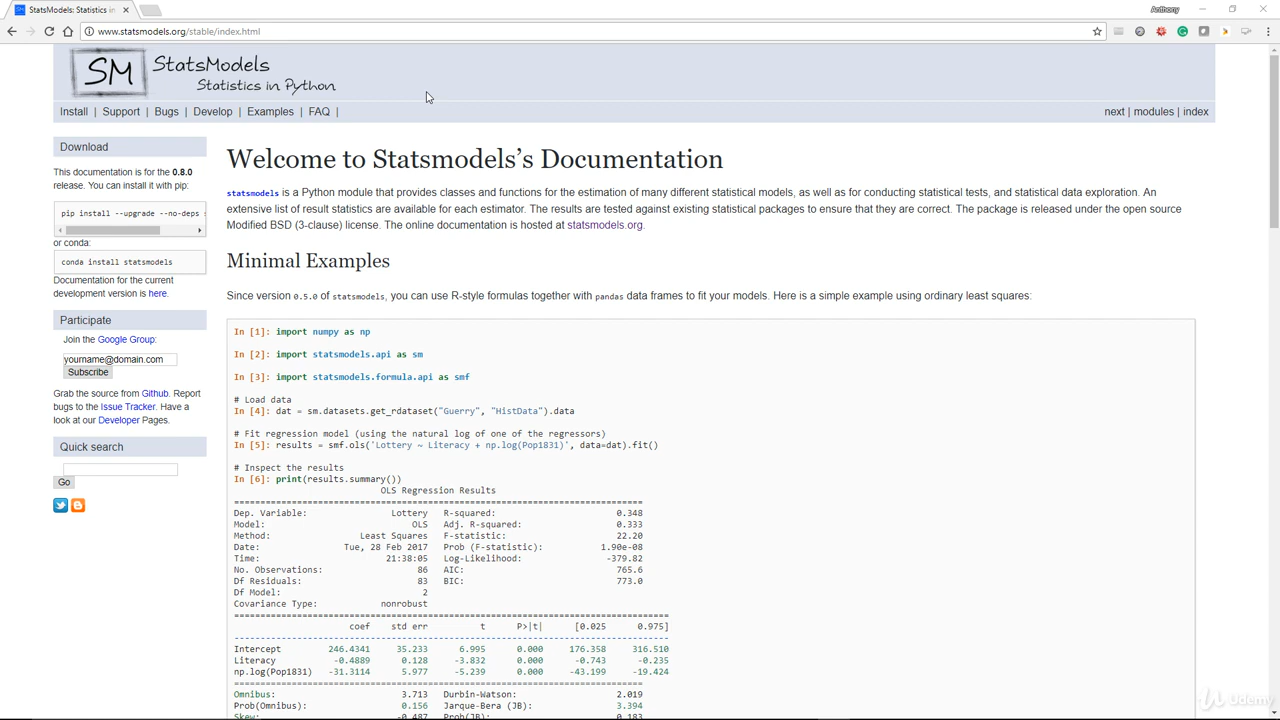 StatsModels: Statistics in
Anthony
www.statsmodels.org/stable/index.html
SM
StatsModels
Statistics in Python
Install | Support | Bugs | Develop | Examples | FAQ |
next | modules | index
Download
This documentation is for the 0.8.0
release. You can install it with pip:
pip install --upgrade --no-deps
or conda:
conda install statsmodels
Documentation for the current
development version is here.
Participate
Join the Google Group:
yourname@domain.com
Subscribe
Grab the source from Github. Report
bugs to the Issue Tracker. Have a
look at our Developer Pages.
Quick search
Go
Welcome to Statsmodels's Documentation
statsmodels is a Python module that provides classes and functions for the estimation of many different statistical models, as well as for conducting statistical tests, and statistical data exploration. An
extensive list of result statistics are available for each estimator. The results are tested against existing statistical packages to ensure that they are correct. The package is released under the open source
Modified BSD (3-clause) license. The online documentation is hosted at statsmodels.org.
Minimal Examples
Since version 0.5.0 of statsmodels, you can use R-style formulas together with pandas data frames to fit your models. Here is a simple example using ordinary least squares:
In [1]: import numpy as np
In [2]: import statsmodels.api as sm
In [3]: import statsmodels.formula.api as smf
# Load data
In [4]: dat = sm.datasets.get_rdataset("Guerry", "HistData").data
# Fit regression model (using the natural log of one of the regressors)
In [5]: results = smf.ols('Lottery ~ Literacy + np.log(Pop1831)', data=dat).fit()
# Inspect the results
In [6]: print(results.summary())
OLS Regression Results
==============================================================================
Dep. Variable: Lottery R-squared: 0.348
Model: OLS Adj. R-squared: 0.333
Method: Least Squares F-statistic: 22.20
Date: Tue, 28 Feb 2017 Prob (F-statistic): 1.90e-08
Time: 21:38:05 Log-Likelihood: -379.82
No. Observations: 86 AIC: 765.6
Df Residuals: 83 BIC: 773.0
Df Model: 2
Covariance Type: nonrobust
==============================================================================
coef std err t P>|t| [0.025 0.975]
------------------------------------------------------------------------------
Intercept 246.4341 35.233 6.995 0.000 176.358 316.510
Literacy -0.4889 0.128 -3.832 0.000 -0.743 -0.235
np.log(Pop1831) -31.3114 5.977 -5.239 0.000 -43.199 -19.424
==============================================================================
Omnibus: 3.713 Durbin-Watson: 2.019
Prob(Omnibus): 0.156 Jarque-Bera (JB): 3.394
Skew: -0.487 Prob(JB): 0.183
Udemy